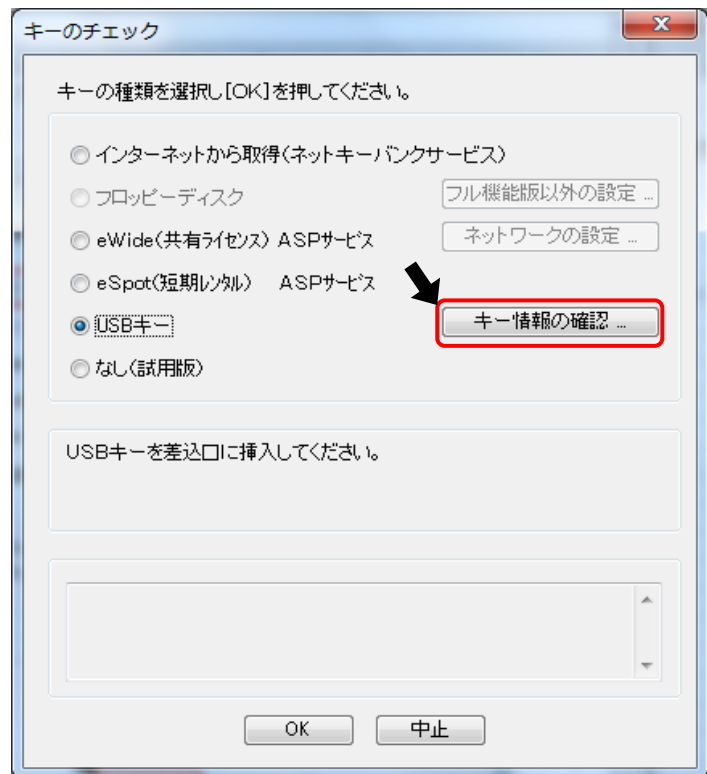 キーのチェック
キーの種類を選択し[OK]を押してください。
インターネットから取得(ネットキーバンクサービス)
フロッピーディスク
フル機能版以外の設定 ...
eWide(共有ライセンス) ASPサービス
ネットワークの設定 ...
eSpot(短期レンタル) ASPサービス
USBキー
キー情報の確認 ...
なし(試用版)
USBキーを差込口に挿入してください。
OK
中止